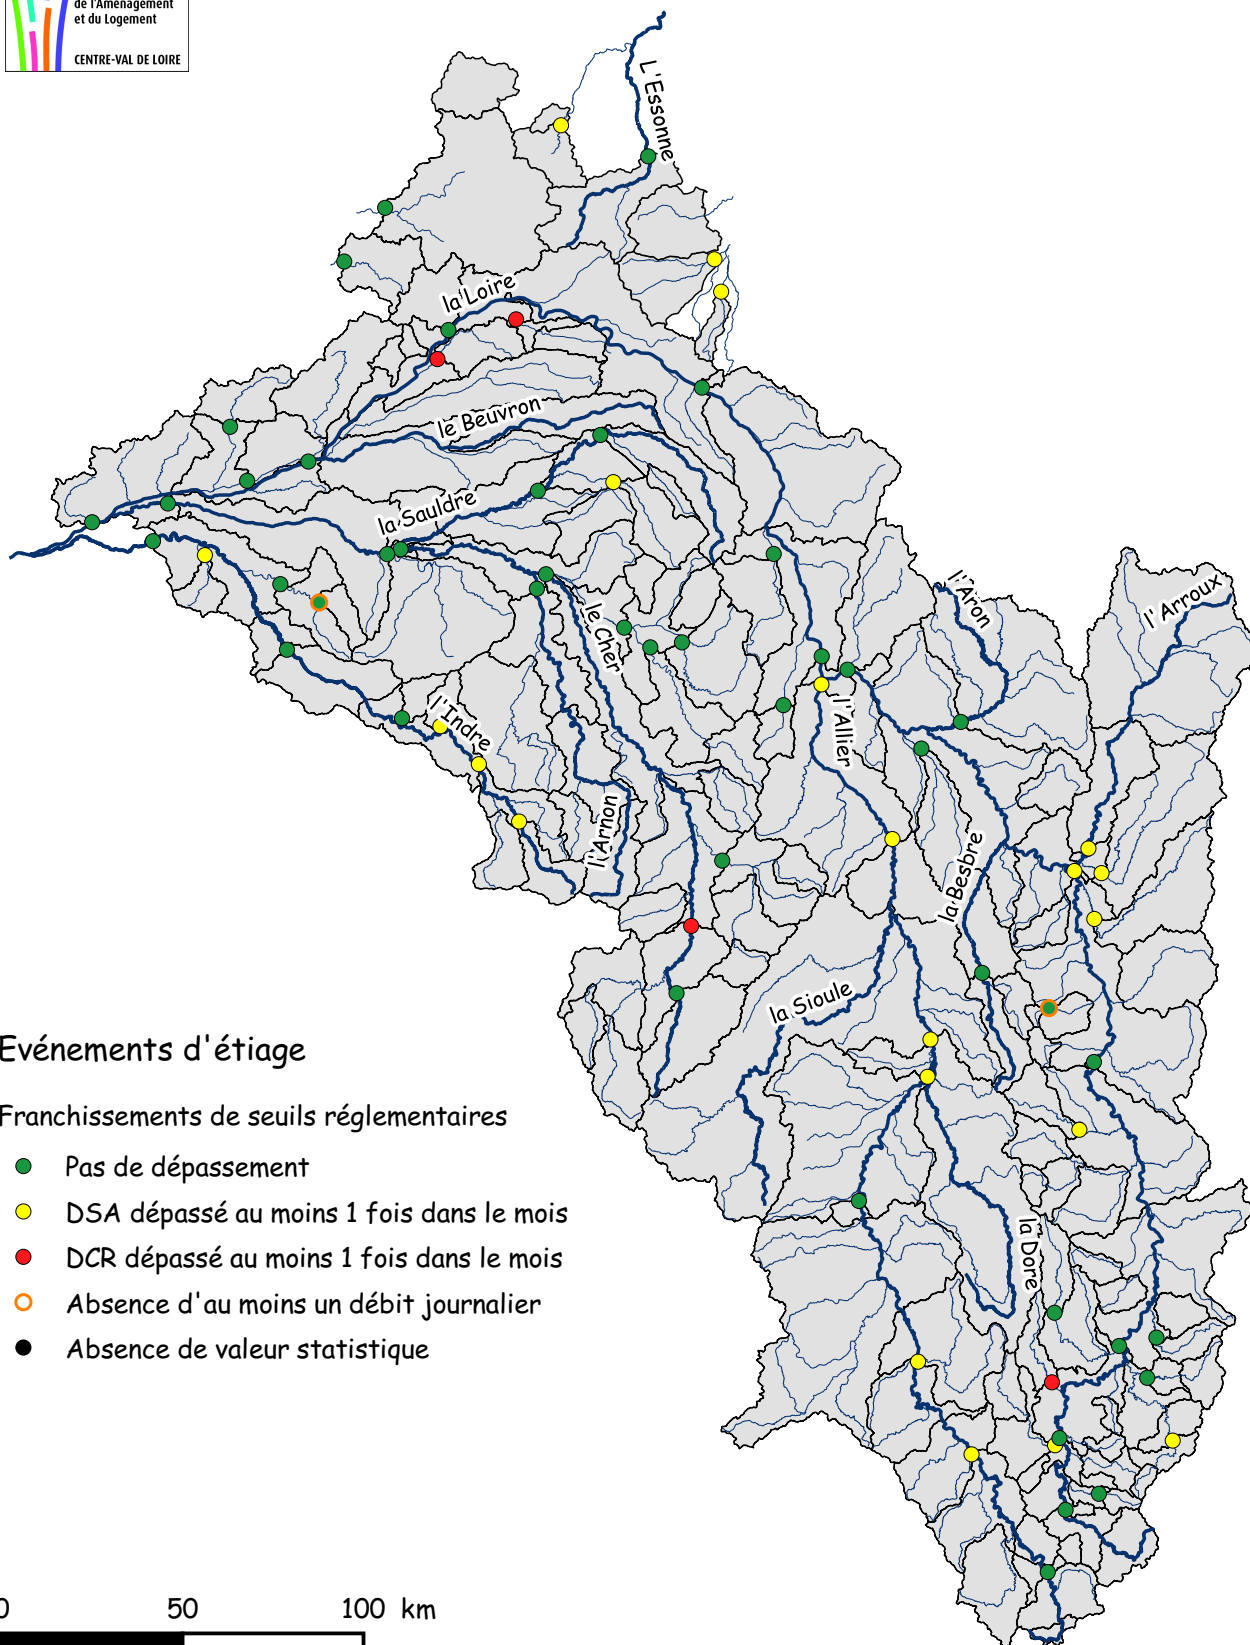 de l'Aménagement
et du Logement
CENTRE-VAL DE LOIRE
L'Essonne
la Loire
le Beuvron
la Sauldre
l'Aron
l' Arroux
le Cher
l'Allier
l'Indre
l'Arnon
la Besbre
la Sioule
la Dore
Evénements d'étiage
Franchissements de seuils réglementaires
Pas de dépassement
DSA dépassé au moins 1 fois dans le mois
DCR dépassé au moins 1 fois dans le mois
Absence d'au moins un débit journalier
Absence de valeur statistique
0 50 100 km